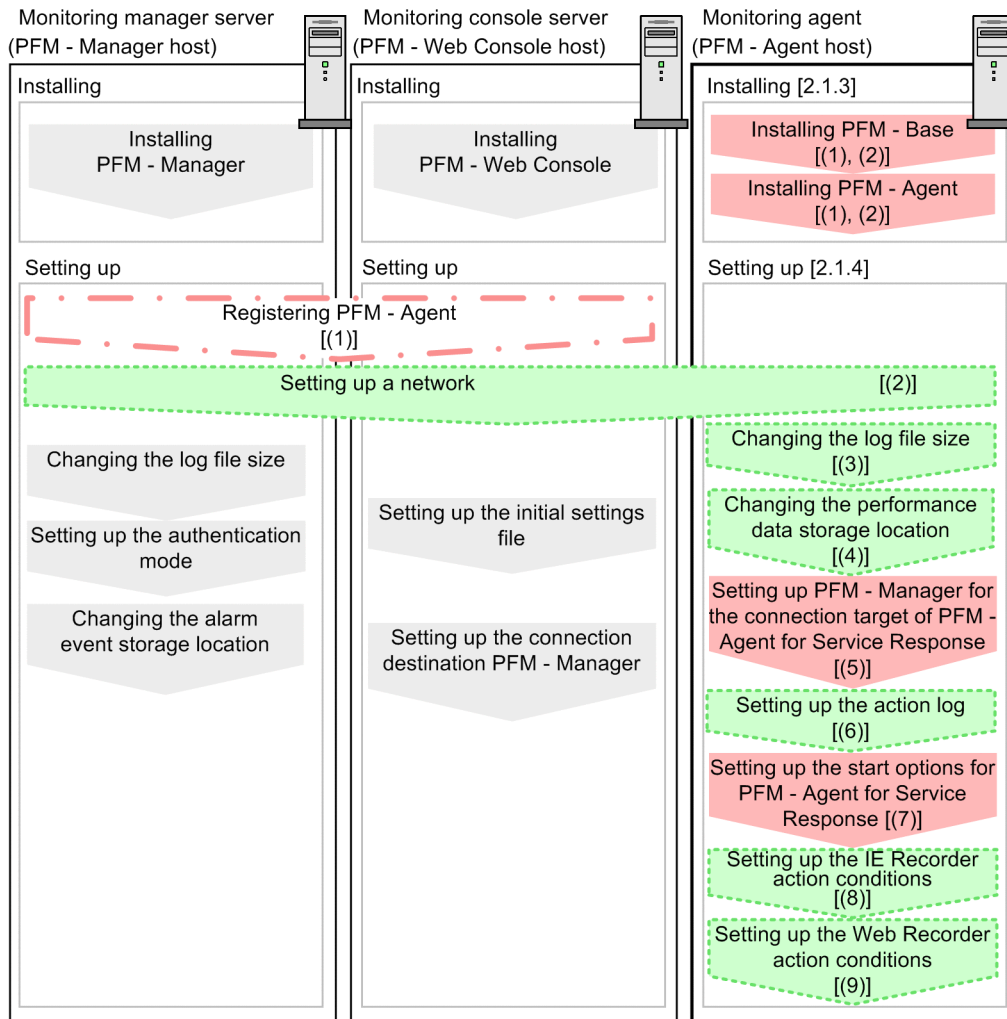 Monitoring manager server
(PFM - Manager host)
Installing
Installing
PFM - Manager
Setting up
Monitoring console server
(PFM - Web Console host)
Installing
Installing
PFM - Web Console
Setting up
Monitoring agent
(PFM - Agent host)
Installing [2.1.3]
Installing PFM - Base
[(1), (2)]
Installing PFM - Agent
[(1), (2)]
Setting up [2.1.4]
Registering PFM - Agent
[(1)]
Setting up a network [(2)]
Changing the log file size
Setting up the authentication
mode
Changing the alarm
event storage location
Setting up the initial settings
file
Setting up the connection
destination PFM - Manager
Changing the log file size
[(3)]
Changing the performance
data storage location
[(4)]
Setting up PFM - Manager for
the connection target of PFM -
Agent for Service Response
[(5)]
Setting up the action log
[(6)]
Setting up the start options for
PFM - Agent for Service
Response [(7)]
Setting up the IE Recorder
action conditions
[(8)]
Setting up the Web Recorder
action conditions
[(9)]